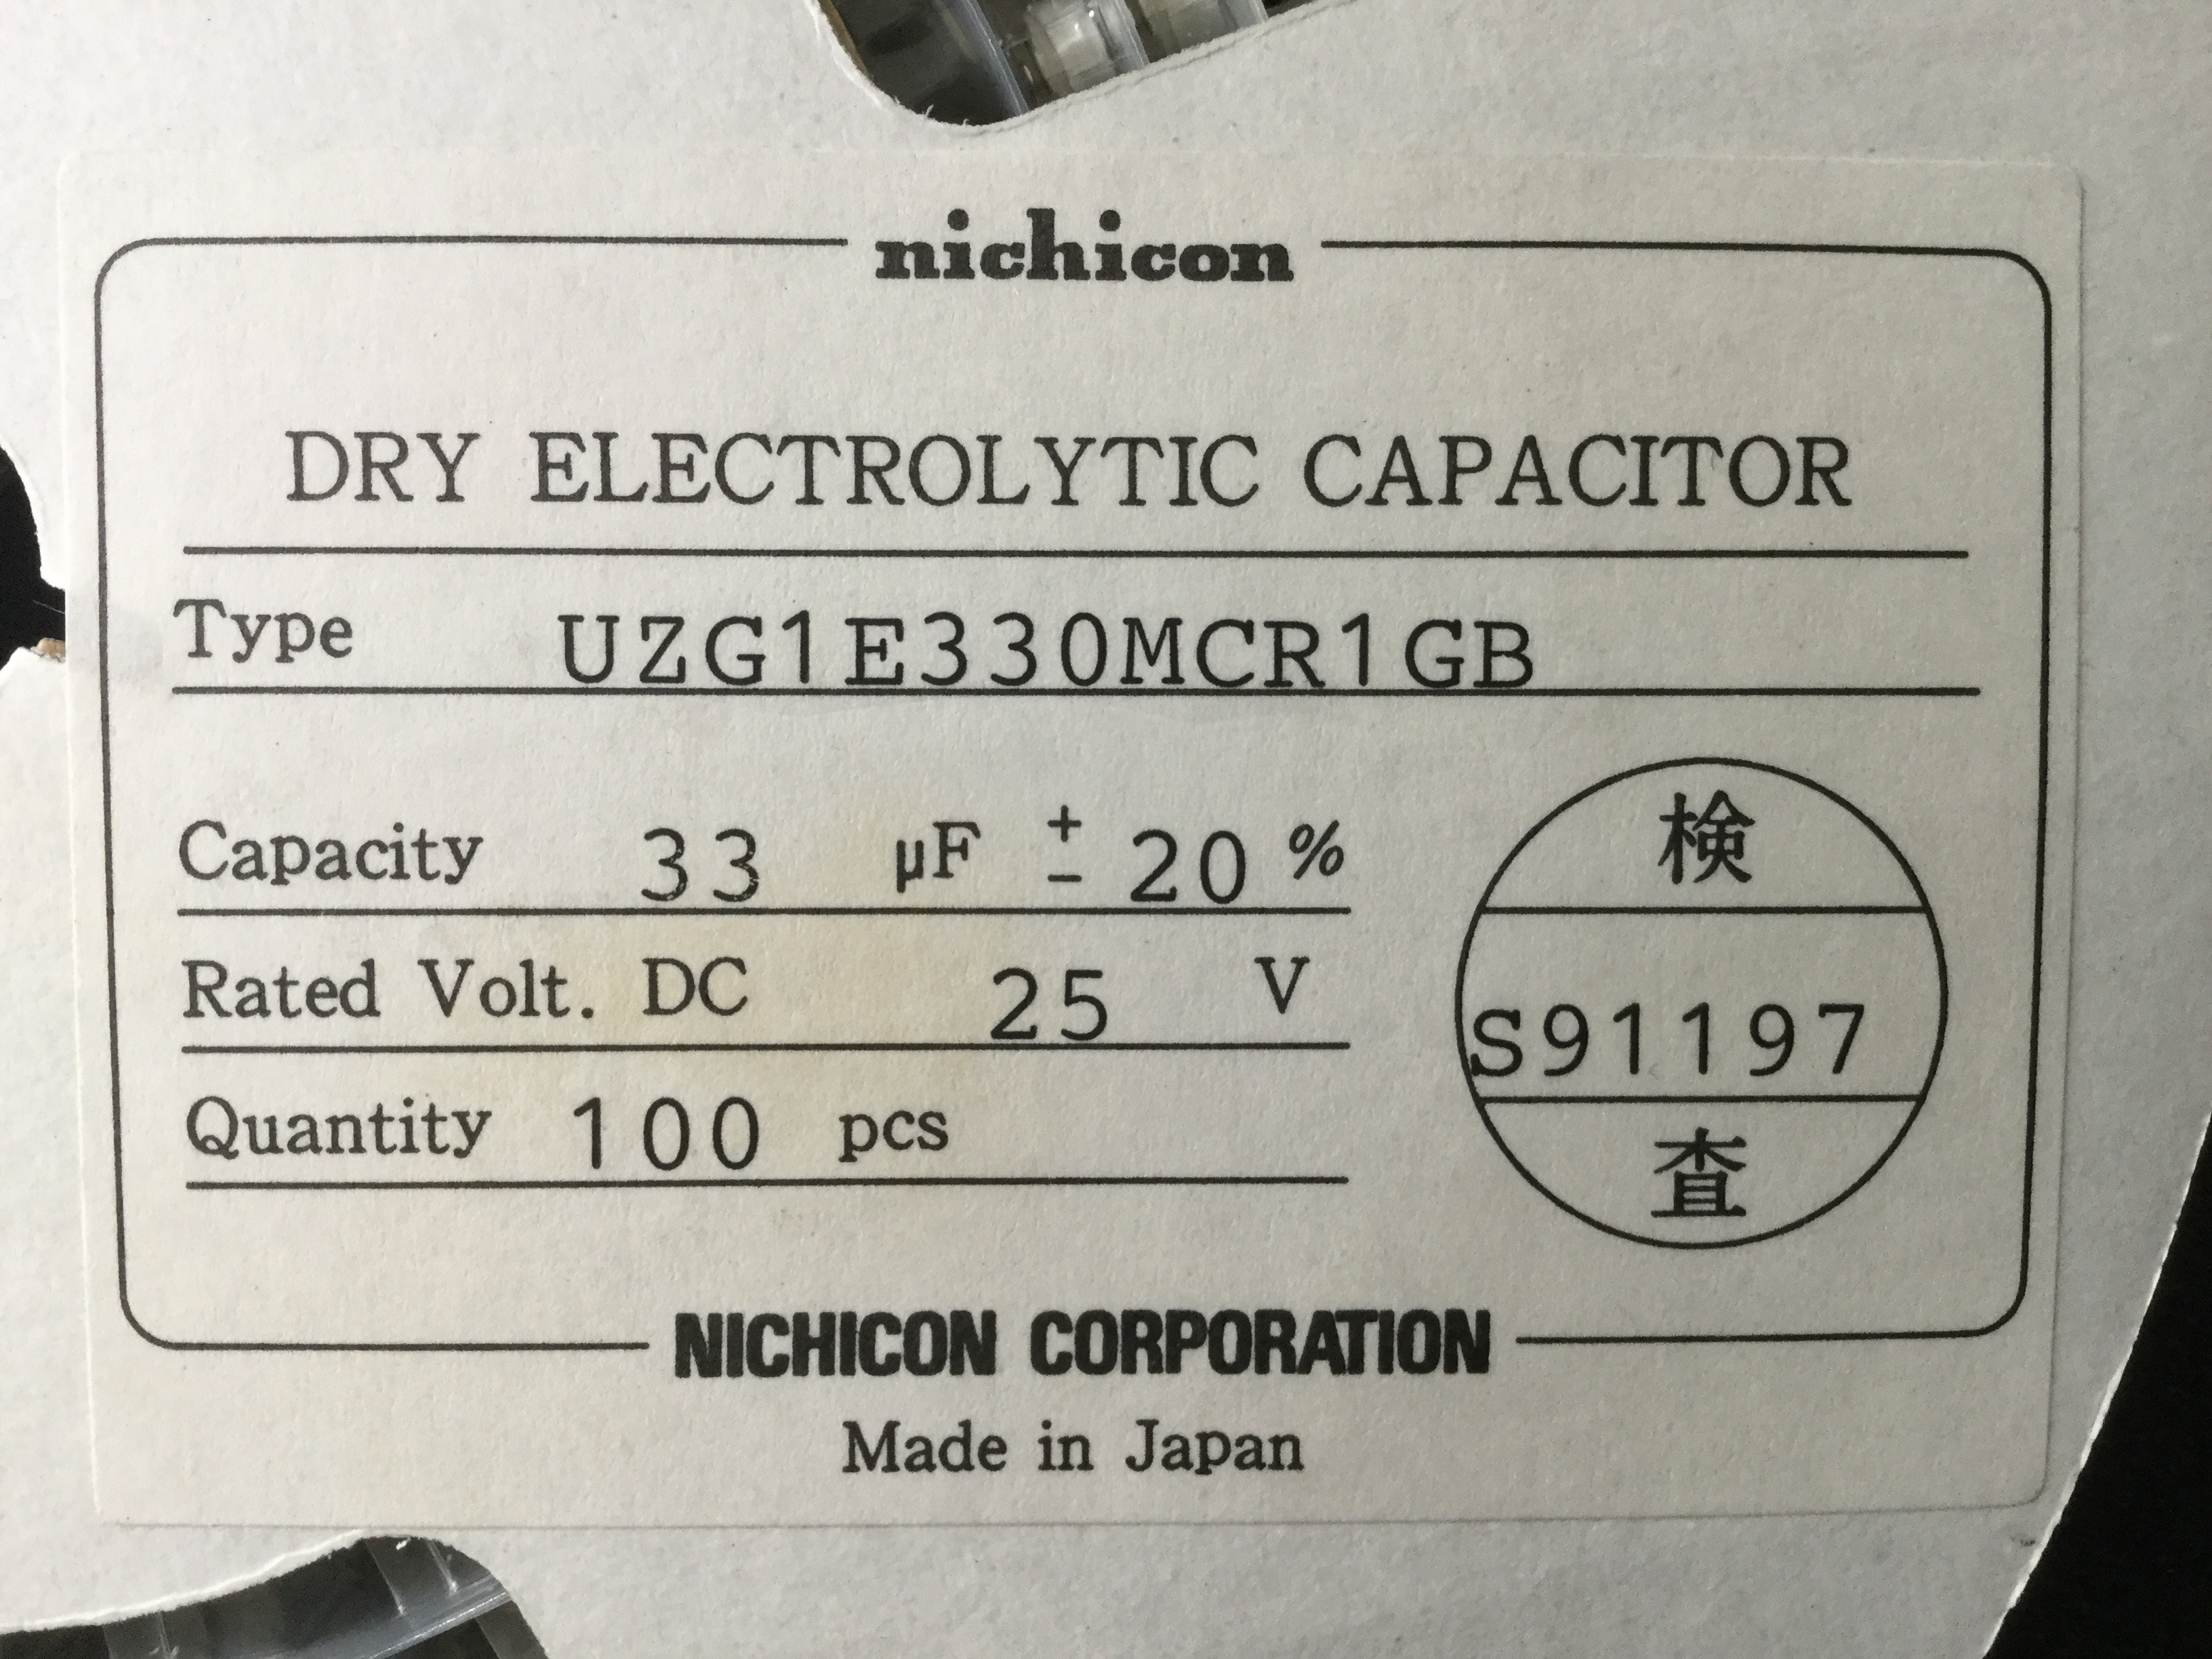 nichicon
DRY ELECTROLYTIC CAPACITOR
Type UZG1E330MCR1GB
Capacity 33 µF ± 20 %
Rated Volt. DC 25 V
Quantity 100 pcs
検
S91197
査
NICHICON CORPORATION
Made in Japan